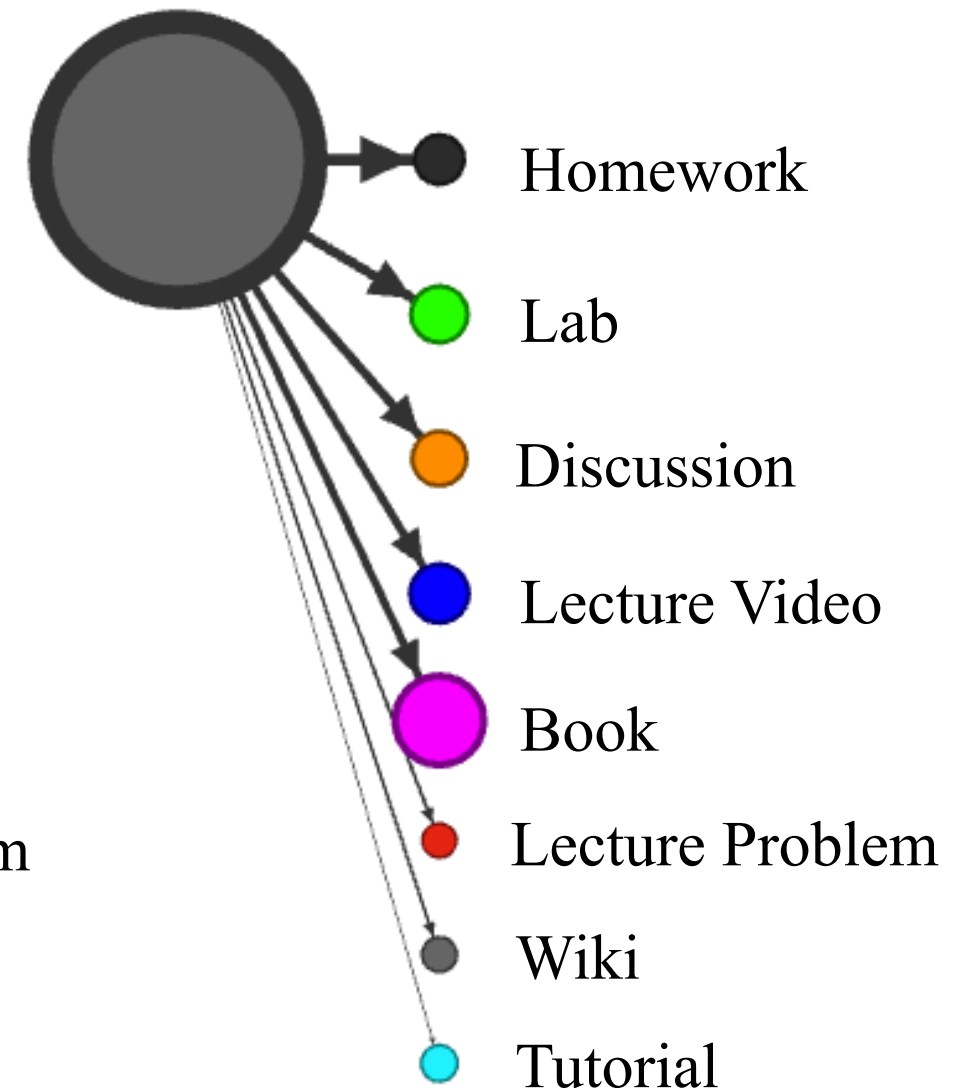 Homework
Lab
Discussion
Lecture Video
Book
Lecture Problem
m
Wiki
Tutorial